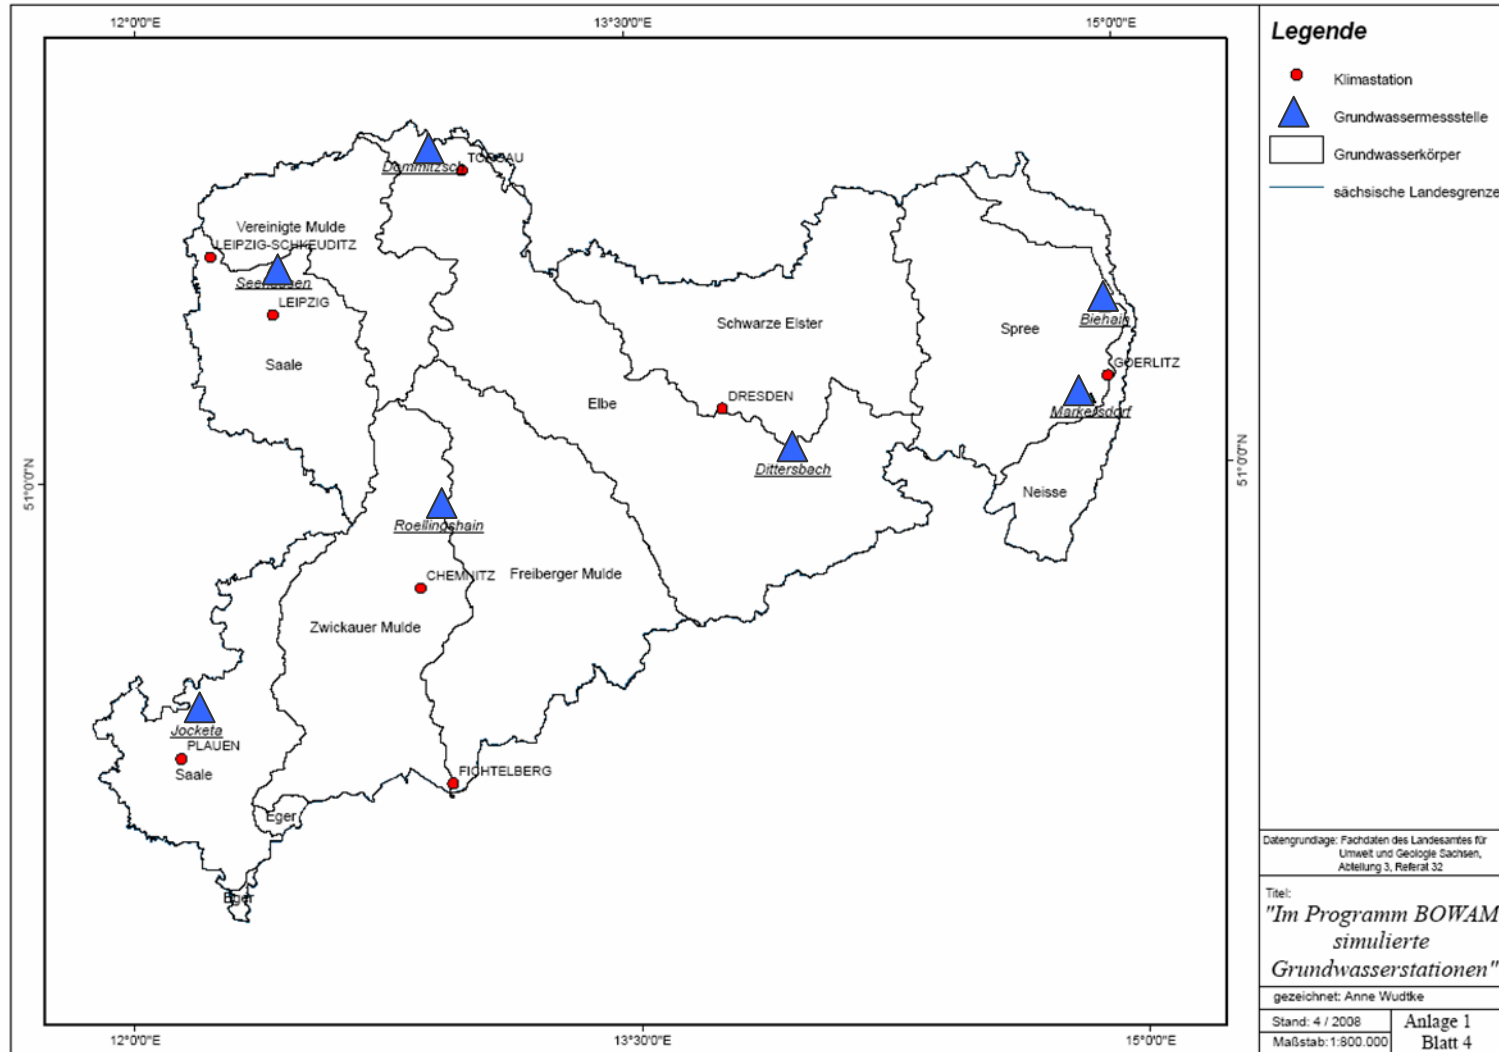 12°0'0"E
13°30'0"E
15°0'0"E
Legende
Klimastation
Grundwassermessstelle
Grundwasserkörper
sächsische Landesgrenze
Dommitzsch
TORGAU
Vereinigte Mulde
LEIPZIG-SCHKEUDITZ
Seehausen
LEIPZIG
Saale
Schwarze Elster
Spree
Biehain
GOERLITZ
Markersdorf
Elbe
DRESDEN
Dittersbach
Neisse
51°0'0"N
51°0'0"N
Roellingshain
CHEMNITZ
Freiberger Mulde
Zwickauer Mulde
Jocketa
PLAUEN
Saale
FICHTELBERG
Eger
Eger
12°0'0"E
13°30'0"E
15°0'0"E
Datengrundlage: Fachdaten des Landesamtes für
Umwelt und Geologie Sachsen,
Abteilung 3, Referat 32
Titel:
"Im Programm BOWAM
simulierte
Grundwasserstationen"
gezeichnet: Anne Wudtke
Stand: 4 / 2008
Maßstab: 1:800.000
Anlage 1
Blatt 4